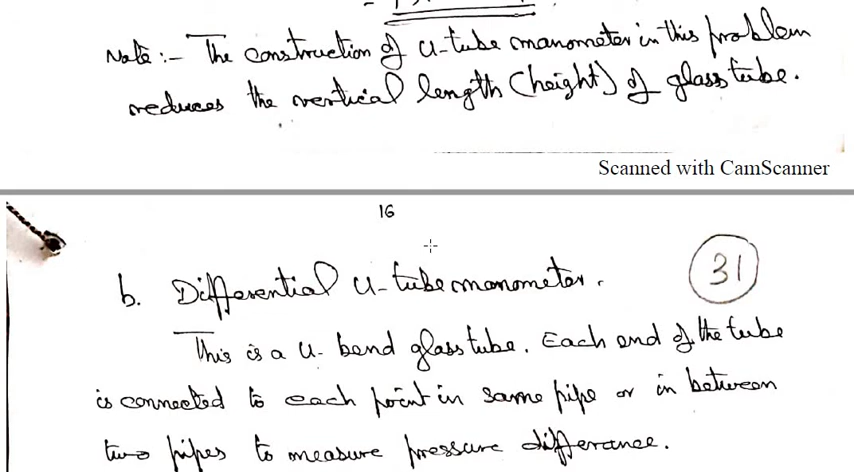 Note :- The construction of U-tube manometer in this problem
reduces the vertical length (height) of glass tube.
Scanned with CamScanner
16
b. Differential U-tube manometer.
31
This is a U- bend glass tube. Each end of the tube
is connected to each point in same pipe or in between
two pipes to measure pressure differance.